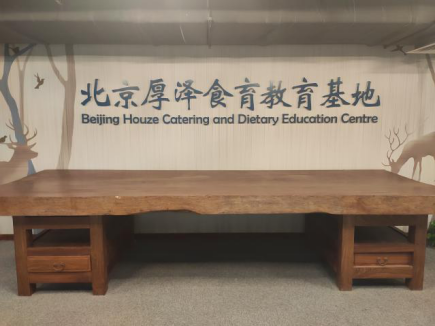 北京厚泽食育教育基地
Beijing Houze Catering and Dietary Education Centre